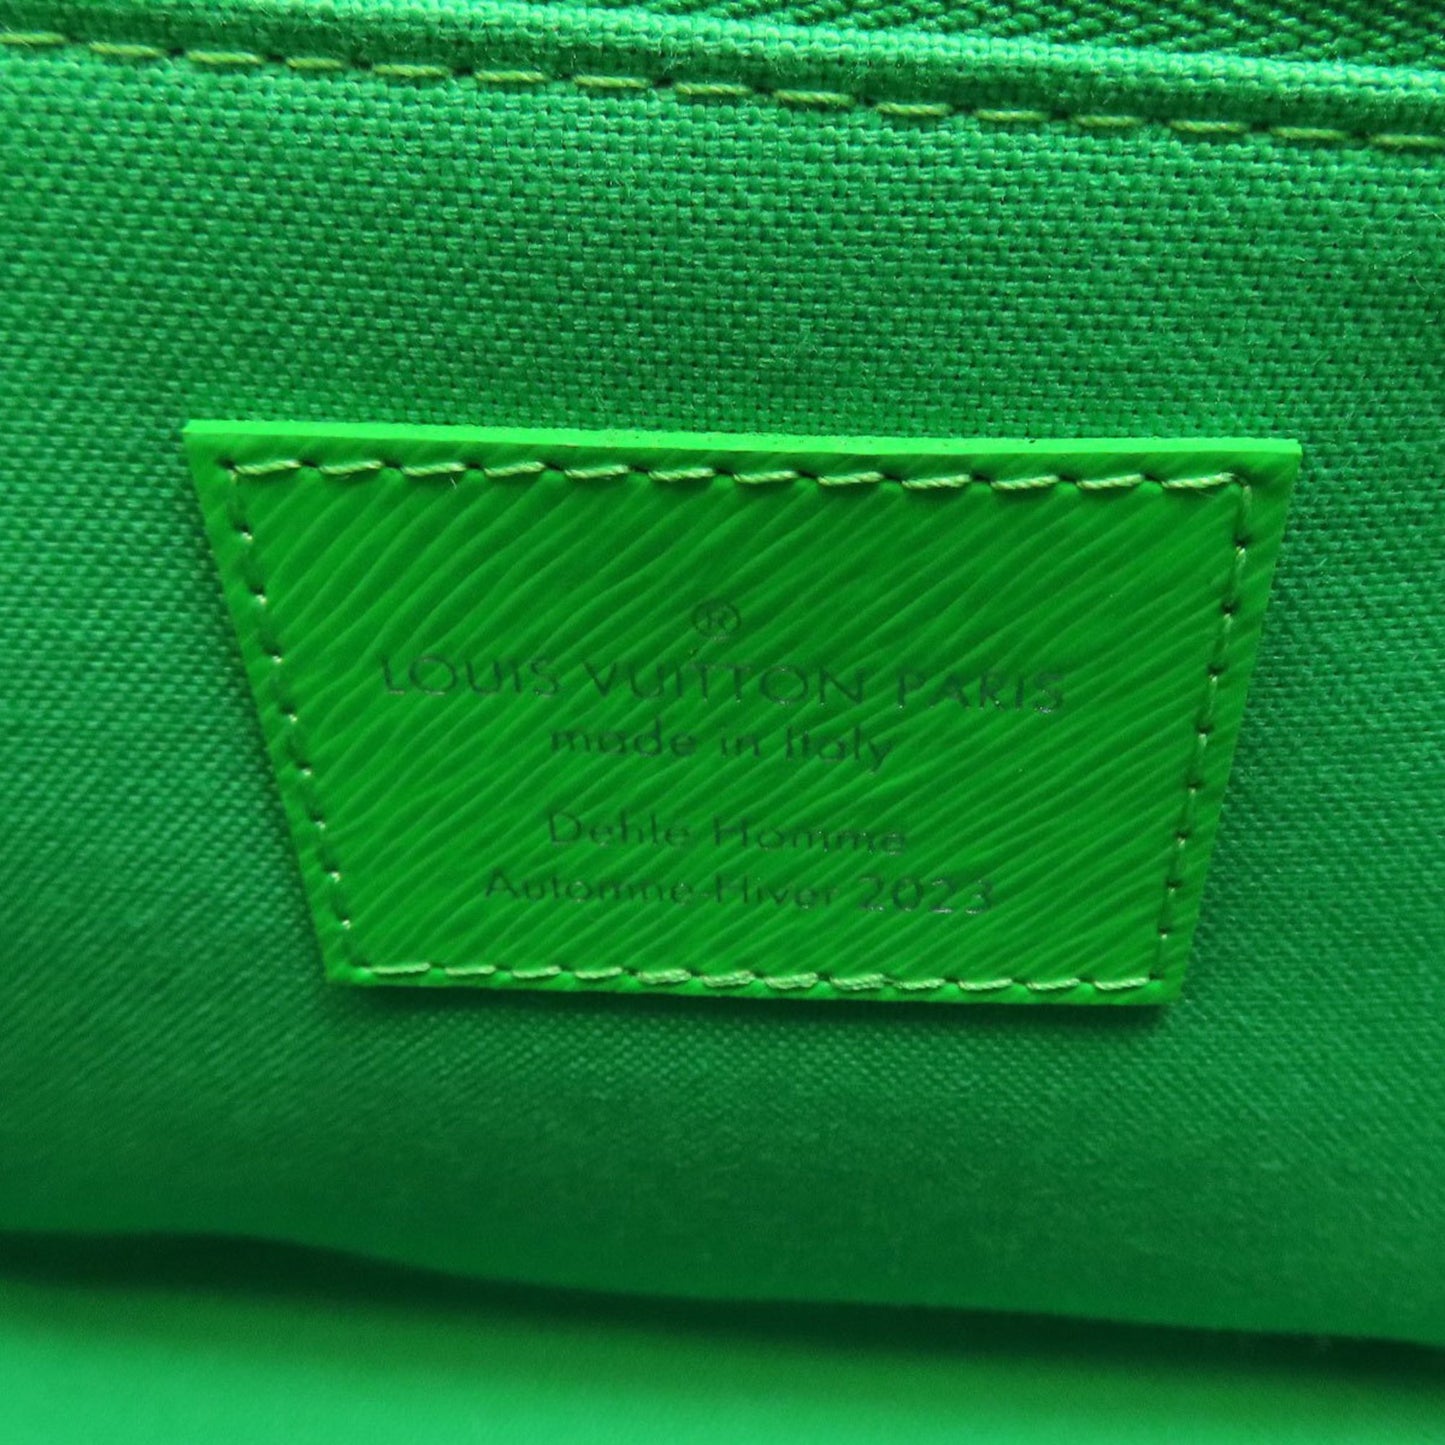 ®
LOUIS VUITTON PARIS
made in Italy
Defile Homme
Automne-Hiver 2023